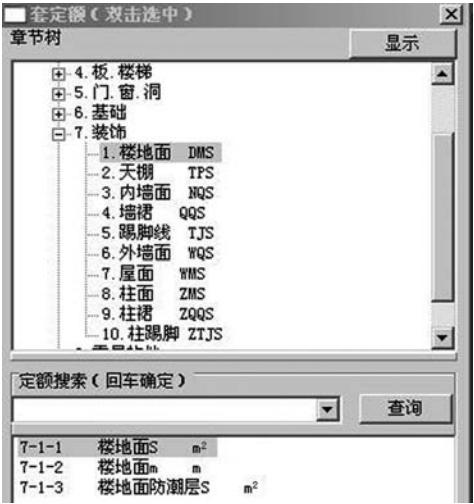 套定额(双击选中)
章节树 显示
4.板.楼梯
5.门.窗.洞
6.基础
7.装饰
1.楼地面 DMS
2.天棚 TPS
3.内墙面 NQS
4.墙裙 QQS
5.踢脚线 TJS
6.外墙面 WQS
7.屋面 WMS
8.柱面 ZMS
9.柱裙 ZQQS
10.柱踢脚 ZTJS
定额搜索(回车确定)
查询
7-1-1 楼地面S m²
7-1-2 楼地面m m
7-1-3 楼地面防潮层S m²